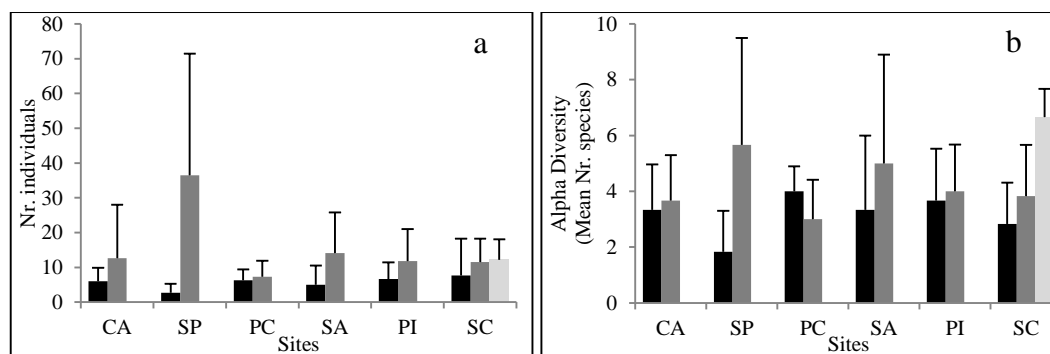 a
Nr. individuals
80
70
60
50
40
30
20
10
0
CA SP PC SA PI SC
Sites
b
Alpha Diversity
(Mean Nr. species)
10
8
6
4
2
0
CA SP PC SA PI SC
Sites